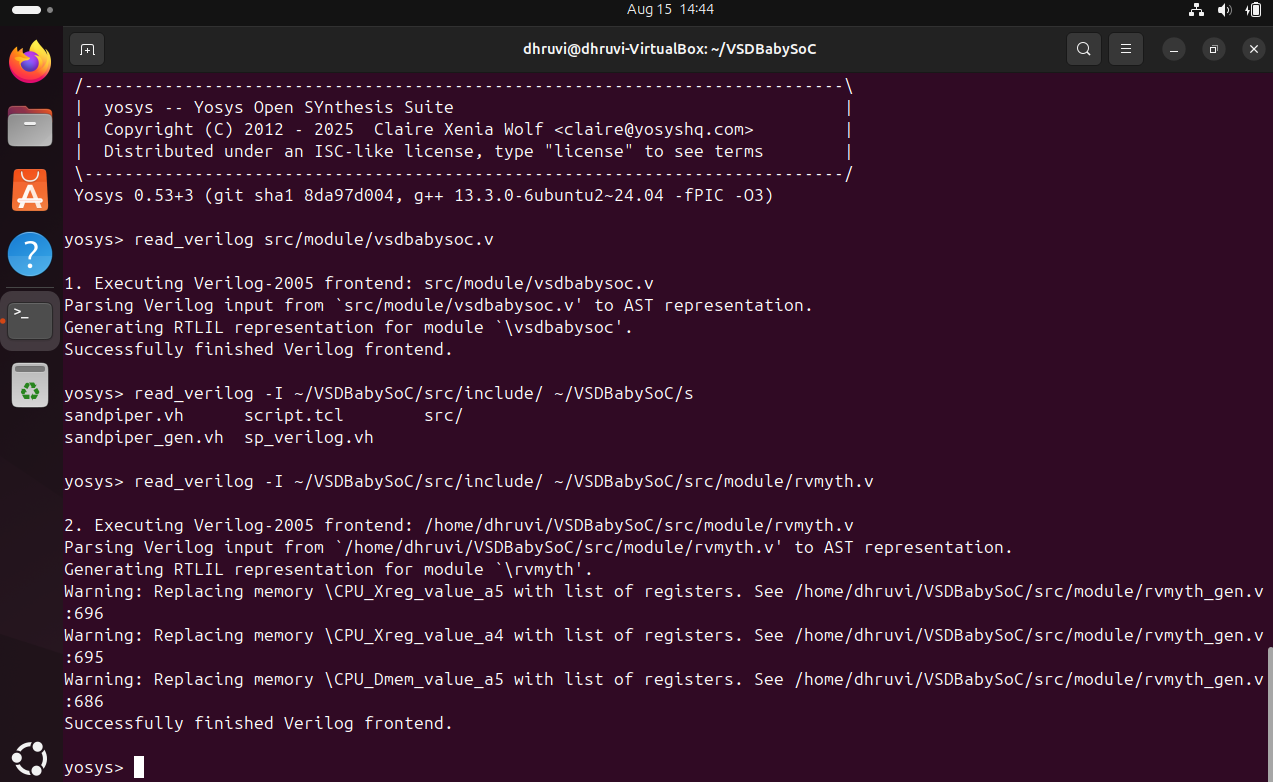 Aug 15 14:44
dhruvi@dhruvi-VirtualBox: ~/VSDBabySoC
/----------------------------------------------------------------------------\
|  yosys -- Yosys Open SYnthesis Suite                                       |
|  Copyright (C) 2012 - 2025  Claire Xenia Wolf <claire@yosyshq.com>         |
|  Distributed under an ISC-like license, type "license" to see terms        |
\----------------------------------------------------------------------------/
Yosys 0.53+3 (git sha1 8da97d004, g++ 13.3.0-6ubuntu2~24.04 -fPIC -O3)
yosys> read_verilog src/module/vsdbabysoc.v
1. Executing Verilog-2005 frontend: src/module/vsdbabysoc.v
Parsing Verilog input from `src/module/vsdbabysoc.v' to AST representation.
Generating RTLIL representation for module `\vsdbabysoc'.
Successfully finished Verilog frontend.
yosys> read_verilog -I ~/VSDBabySoC/src/include/ ~/VSDBabySoC/s
sandpiper.vh      script.tcl        src/
sandpiper_gen.vh  sp_verilog.vh
yosys> read_verilog -I ~/VSDBabySoC/src/include/ ~/VSDBabySoC/src/module/rvmyth.v
2. Executing Verilog-2005 frontend: /home/dhruvi/VSDBabySoC/src/module/rvmyth.v
Parsing Verilog input from `/home/dhruvi/VSDBabySoC/src/module/rvmyth.v' to AST representation.
Generating RTLIL representation for module `\rvmyth'.
Warning: Replacing memory \CPU_Xreg_value_a5 with list of registers. See /home/dhruvi/VSDBabySoC/src/module/rvmyth_gen.v
:696
Warning: Replacing memory \CPU_Xreg_value_a4 with list of registers. See /home/dhruvi/VSDBabySoC/src/module/rvmyth_gen.v
:695
Warning: Replacing memory \CPU_Dmem_value_a5 with list of registers. See /home/dhruvi/VSDBabySoC/src/module/rvmyth_gen.v
:686
Successfully finished Verilog frontend.
yosys>